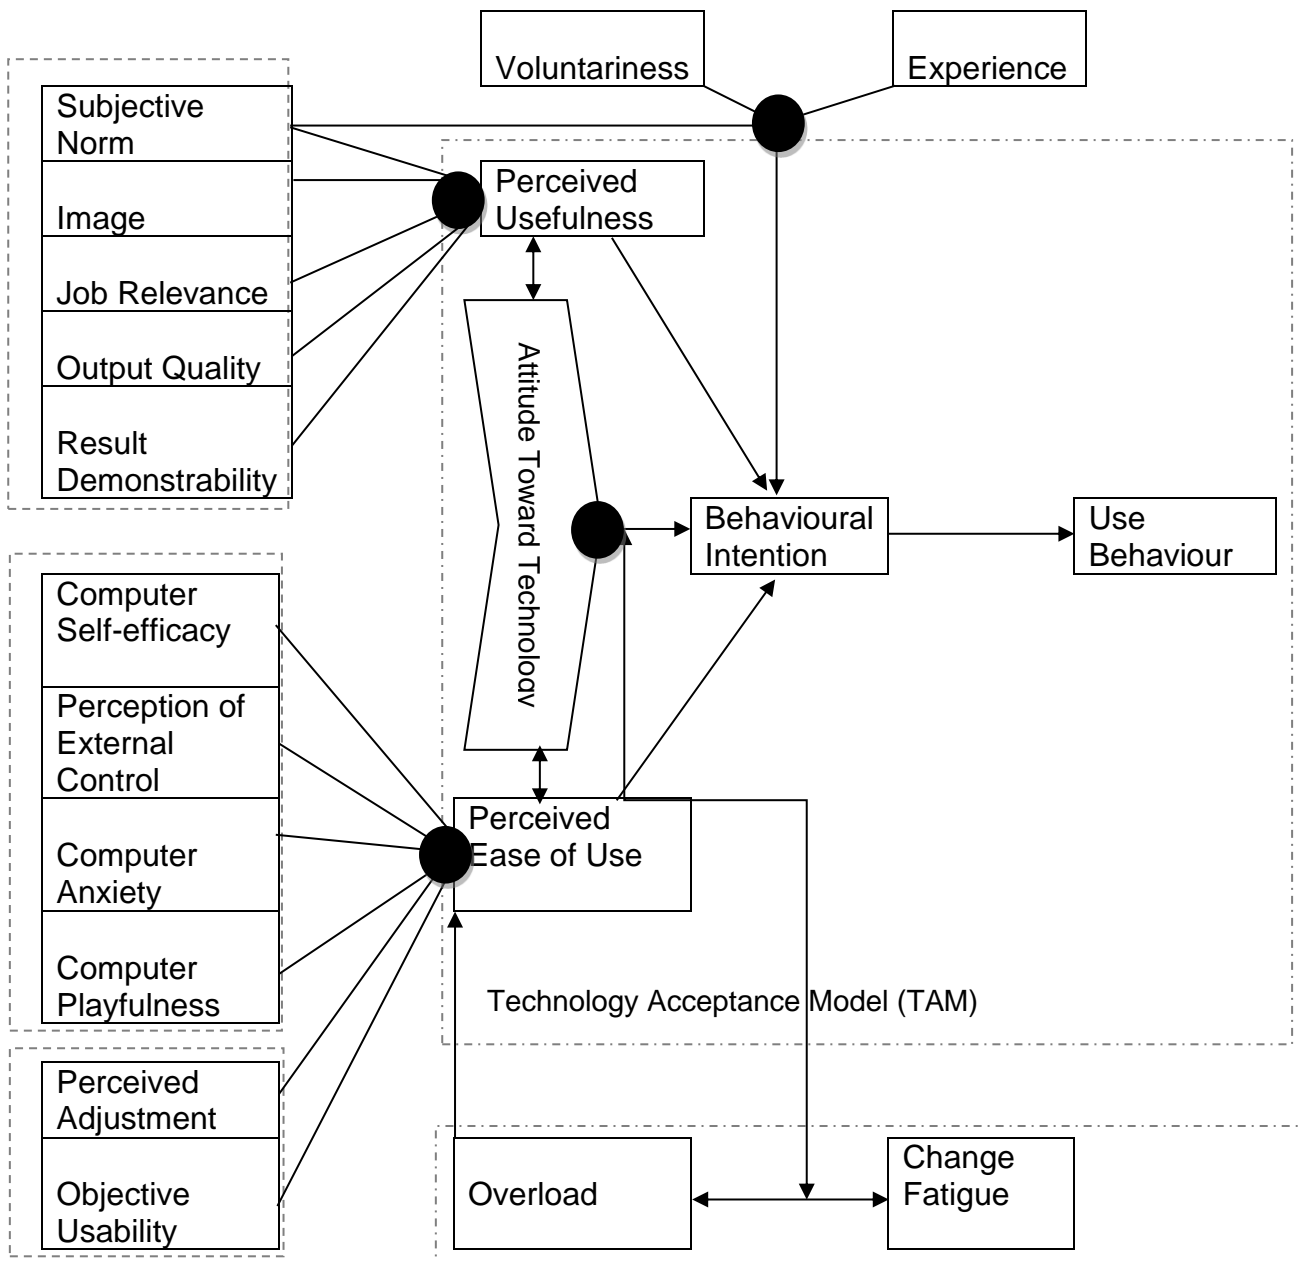 Voluntariness
Experience
Subjective
Norm
Image
Job Relevance
Output Quality
Result
Demonstrability
Perceived
Usefulness
Attitude Toward Technology
Behavioural
Intention
Use
Behaviour
Computer
Self-efficacy
Perception of
External
Control
Computer
Anxiety
Computer
Playfulness
Perceived
Ease of Use
Technology Acceptance Model (TAM)
Perceived
Adjustment
Objective
Usability
Overload
Change
Fatigue